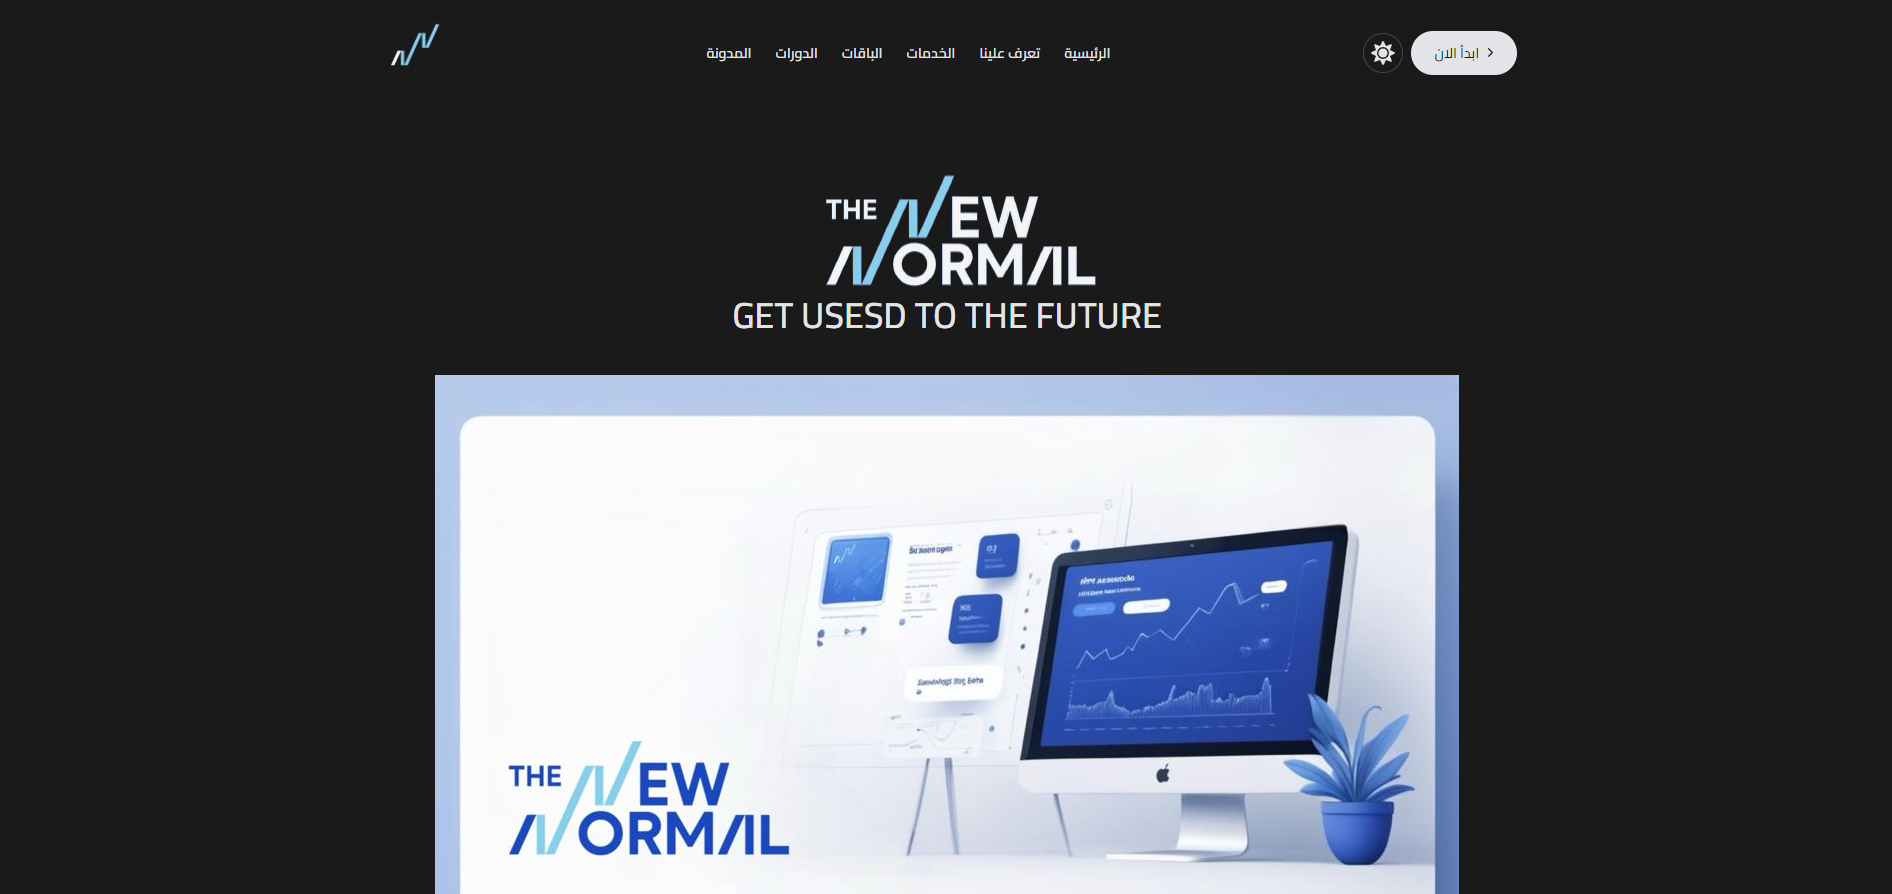 الرئيسية
تعرف علينا
الخدمات
الباقات
الدورات
المدونة
ابدأ الان
THE NEW
NORMAL
GET USESD TO THE FUTURE
THE NEW
NORMAL